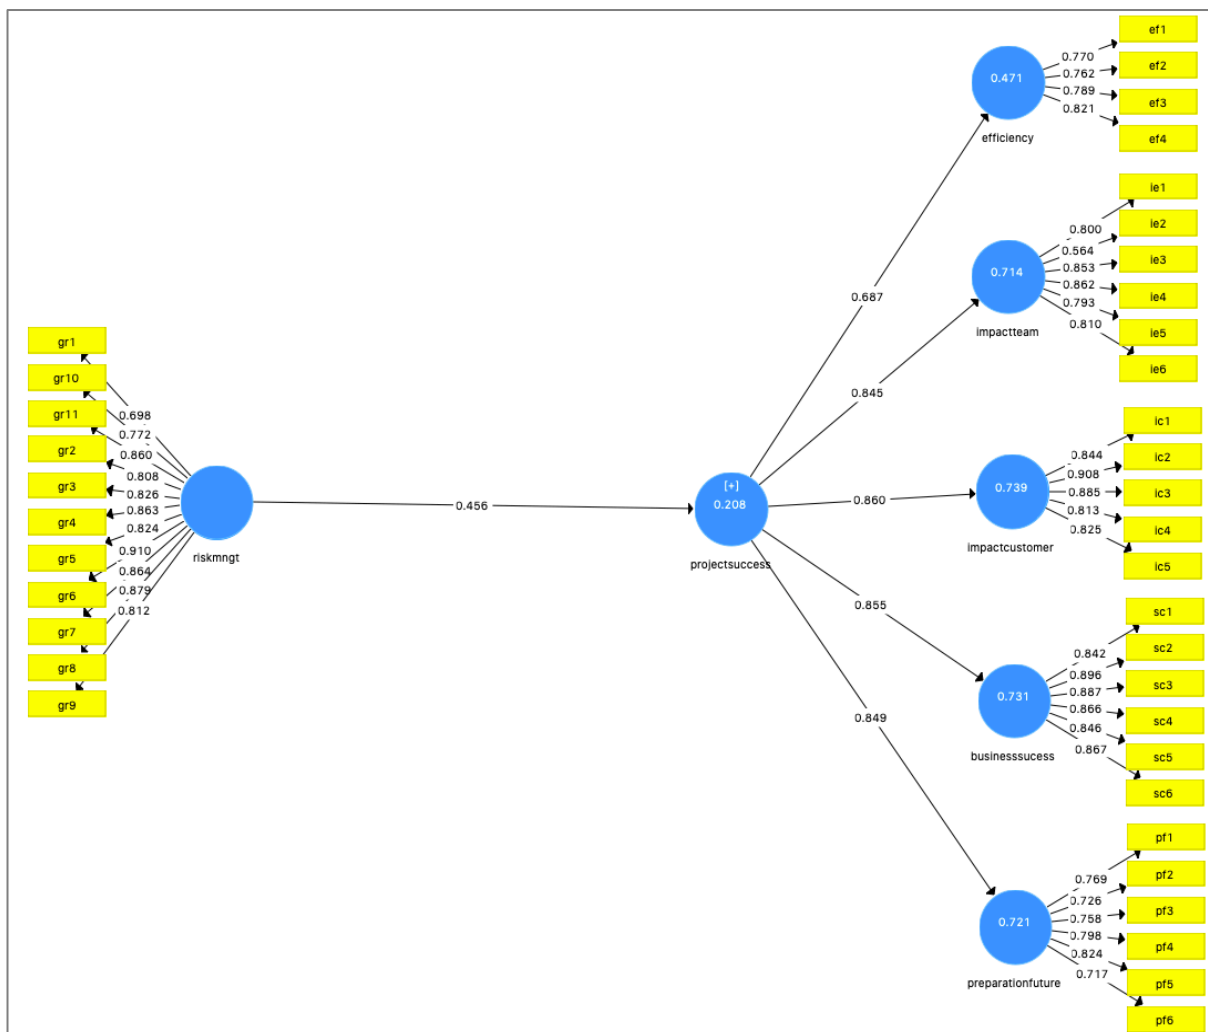 gr1
gr10
gr11
gr2
gr3
gr4
gr5
gr6
gr7
gr8
gr9
0.698
0.772
0.860
0.808
0.826
0.863
0.824
0.910
0.864
0.879
0.812
riskmngt
0.456
[+]
0.208
projectsuccess
0.687
0.845
0.860
0.855
0.849
0.471
efficiency
0.770
0.762
0.789
0.821
ef1
ef2
ef3
ef4
0.714
impactteam
0.800
0.564
0.853
0.862
0.793
0.810
ie1
ie2
ie3
ie4
ie5
ie6
0.739
impactcustomer
0.844
0.908
0.885
0.813
0.825
ic1
ic2
ic3
ic4
ic5
0.731
businesssucess
0.842
0.896
0.887
0.866
0.846
0.867
sc1
sc2
sc3
sc4
sc5
sc6
0.721
preparationfuture
0.769
0.726
0.758
0.798
0.824
0.717
pf1
pf2
pf3
pf4
pf5
pf6